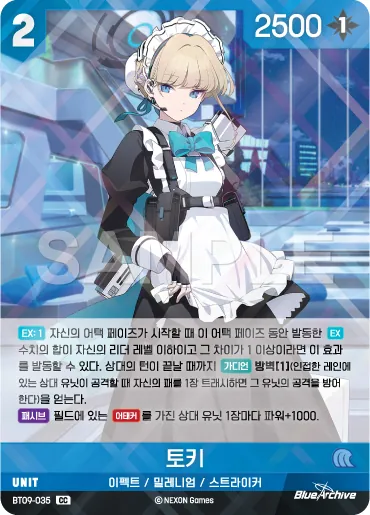 2
2500
1
SAMPLE
EX: 1 자신의 어택 페이즈가 시작할 때 이 어택 페이즈 동안 발동한 EX
수치의 합이 자신의 리더 레벨 이하이고 그 차이가 1 이상이라면 이 효과
를 발동할 수 있다. 상대의 턴이 끝날 때까지 가디언 방벽[1](인접한 레인에
있는 상대 유닛이 공격할 때 자신의 패를 1장 트래시하면 그 유닛의 공격을 방어
한다)을 얻는다.
패시브 필드에 있는 어태커 를 가진 상대 유닛 1장마다 파워+1000.
토키
UNIT
이펙트 / 밀레니엄 / 스트라이커
BT09-035 CC
© NEXON Games
BlueArchive